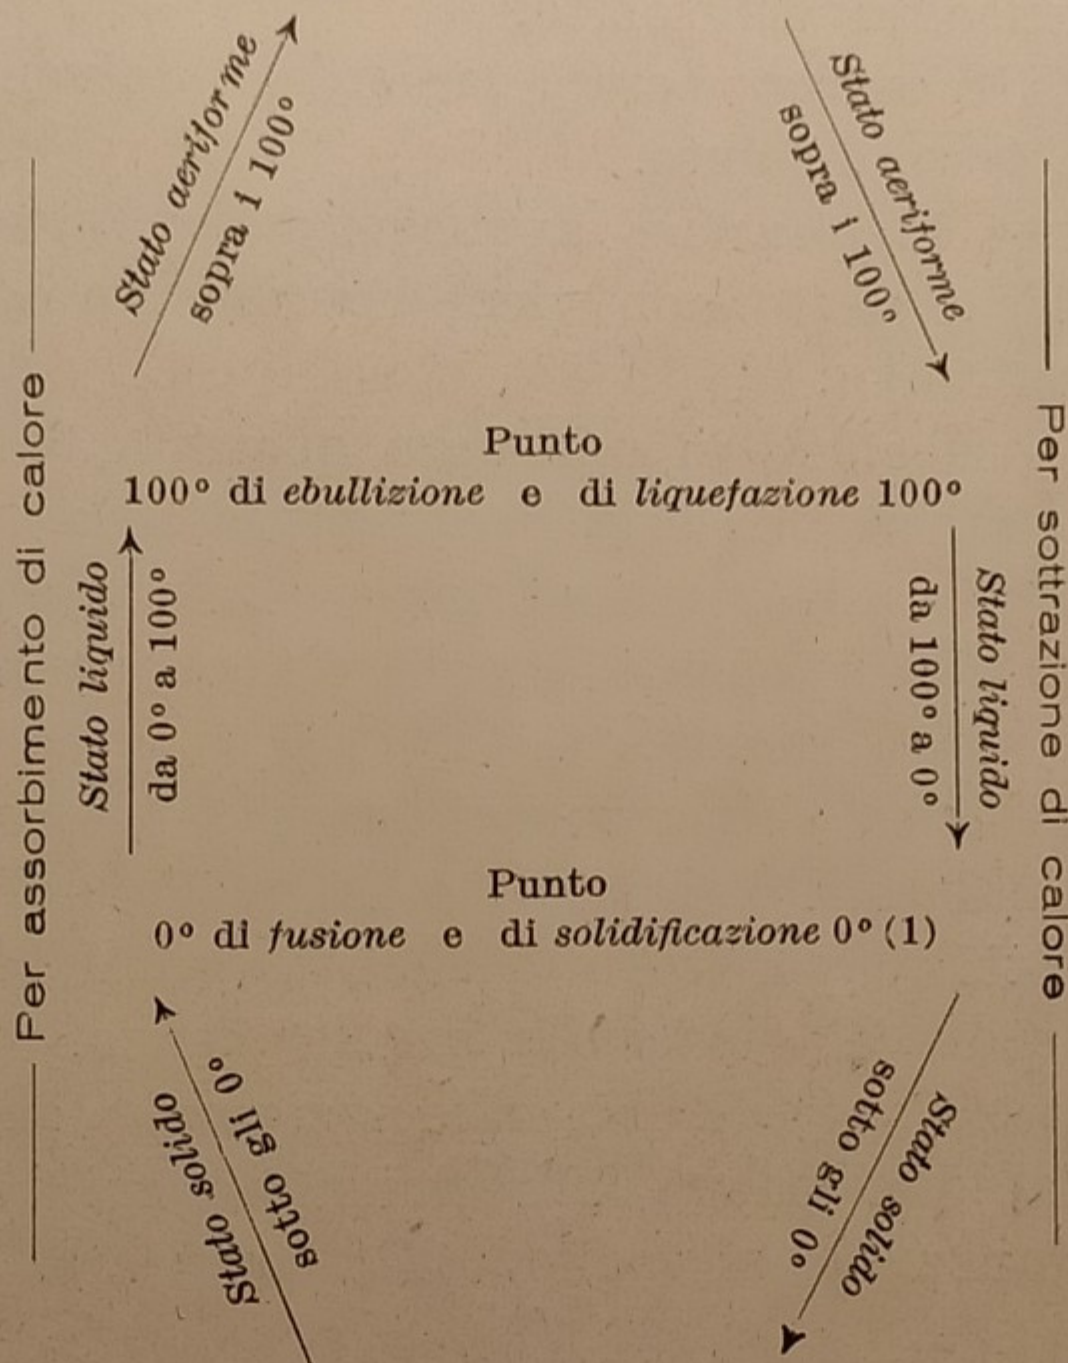 Per assorbimento di calore
Stato aeriforme
sopra i 100°
Stato aeriforme
sopra i 100°
Punto
100° di ebullizione e di liquefazione 100°
Stato liquido
da 0° a 100°
da 100° a 0°
Stato liquido
Punto
0° di fusione e di solidificazione 0° (1)
Stato solido
sotto gli 0°
sotto gli 0°
Stato solido
Per sottrazione di calore